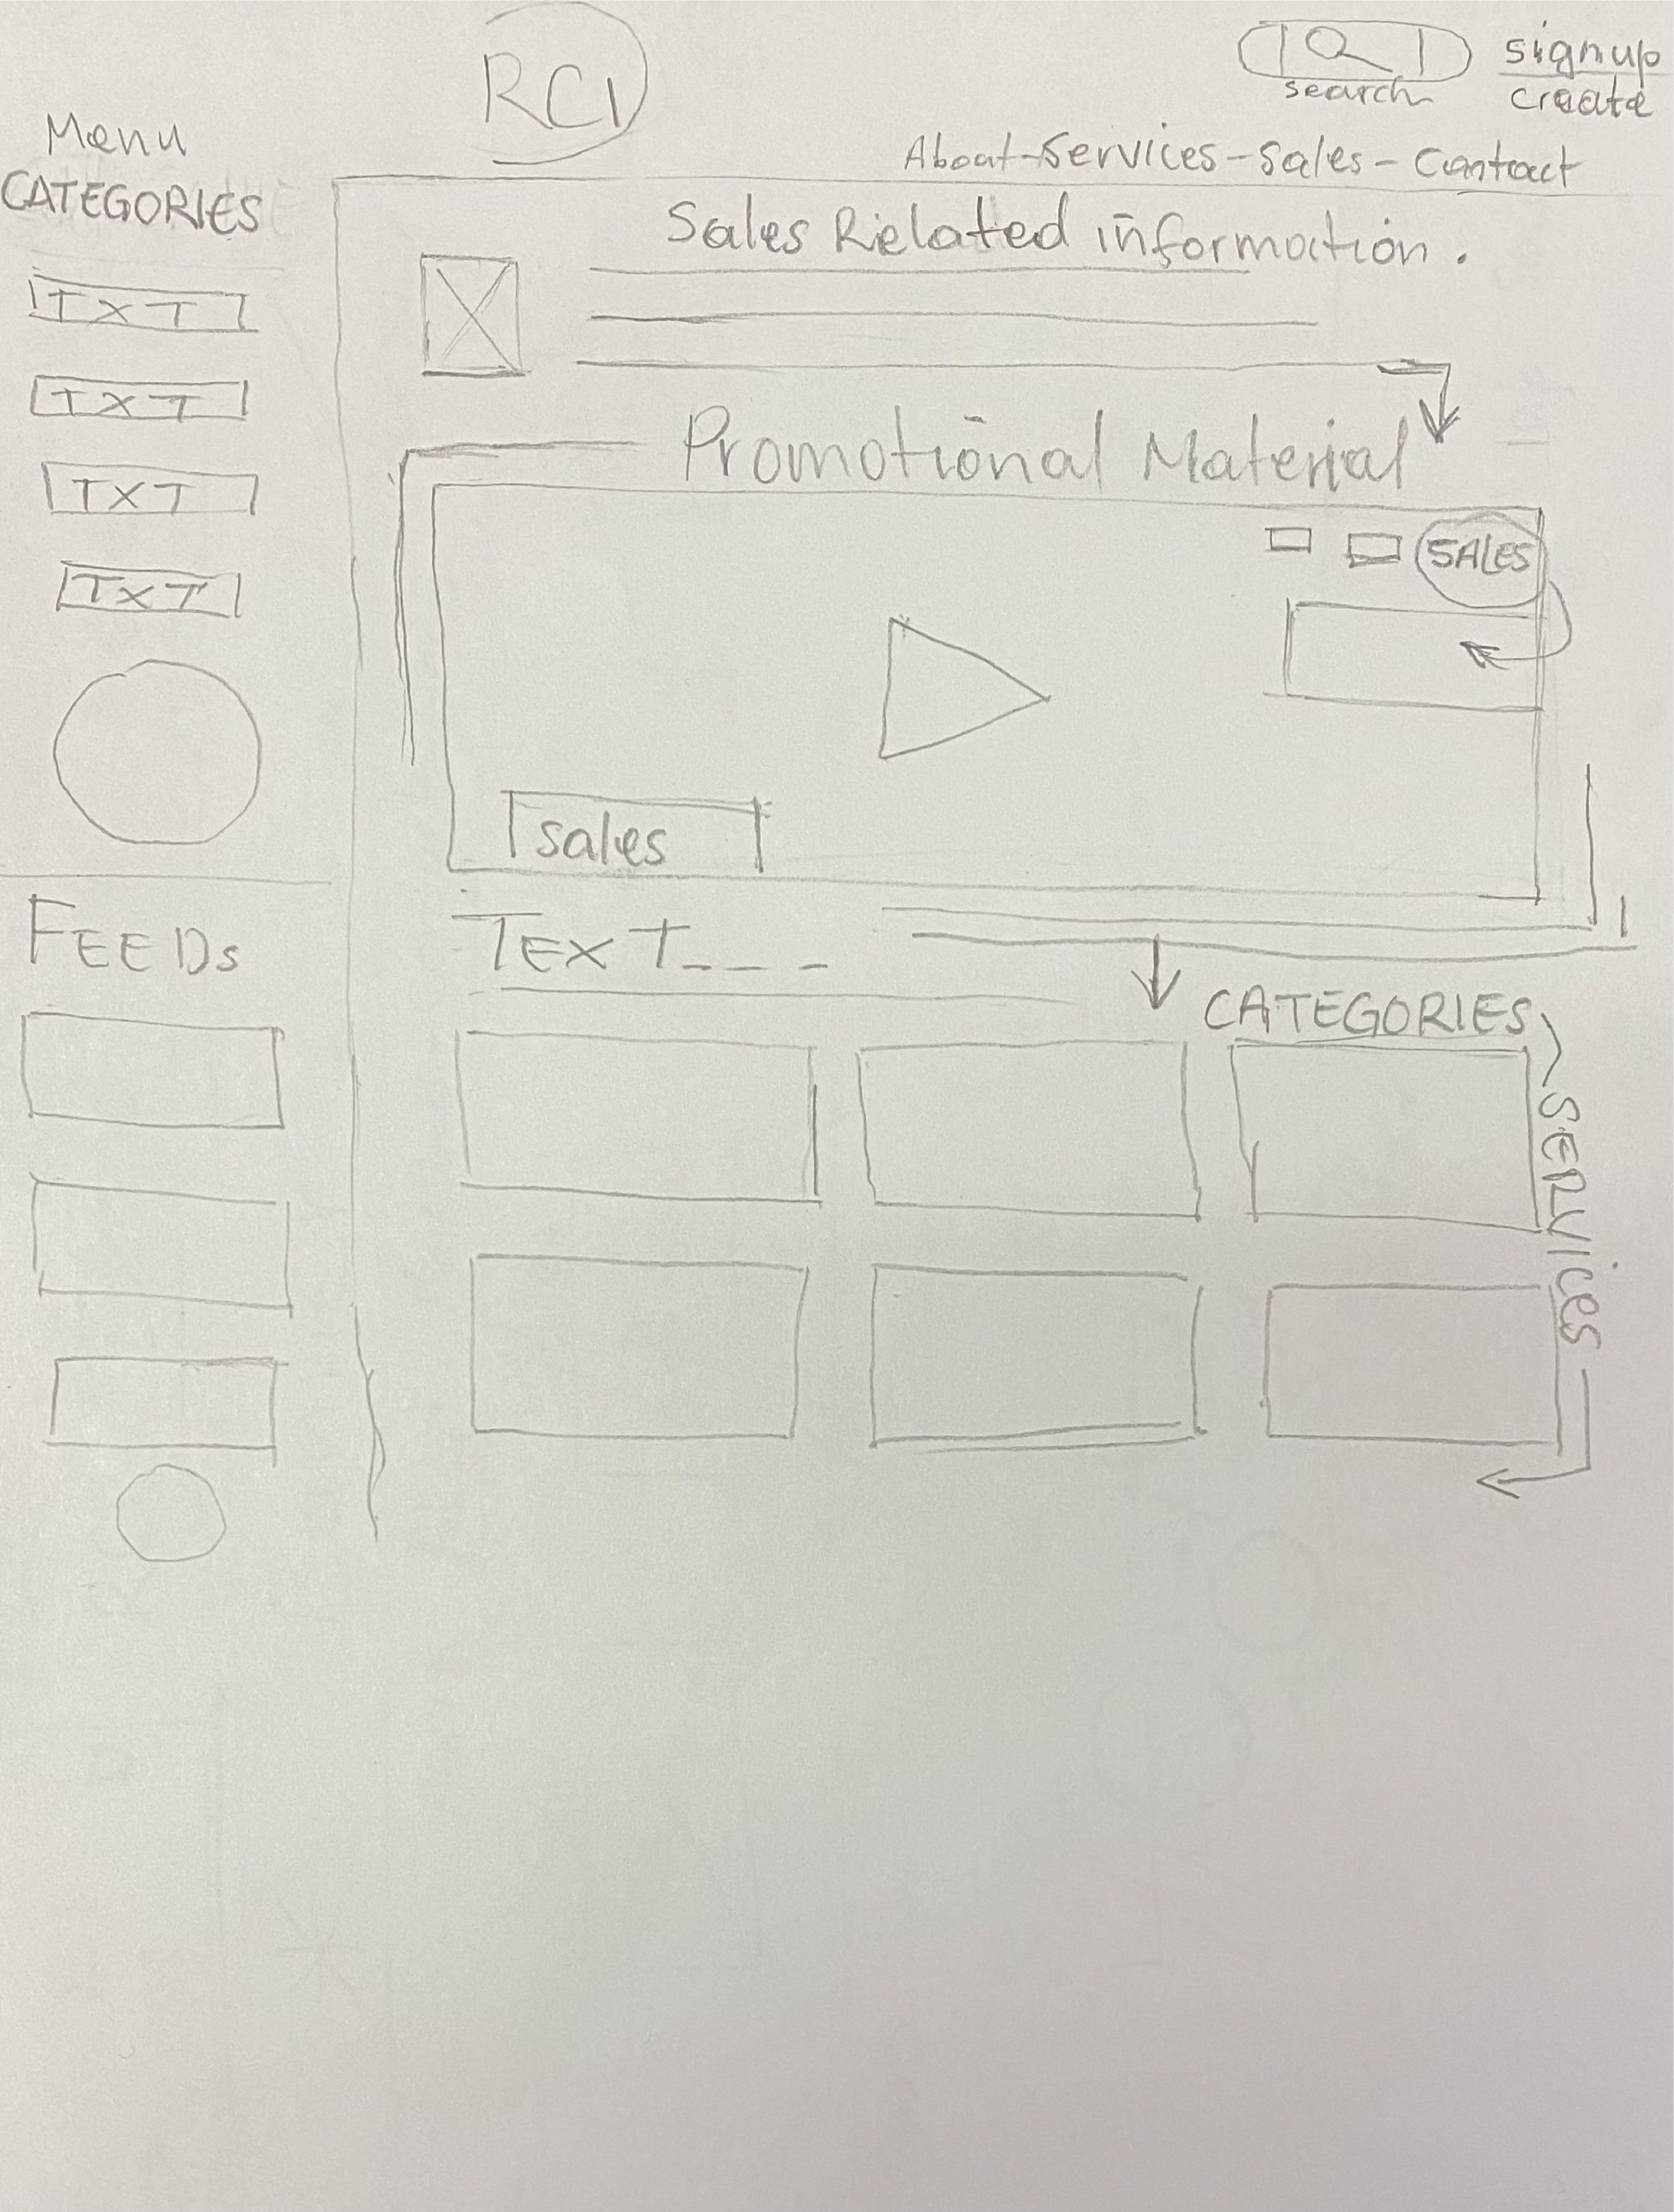 RCI
search
signup
create
About-Services-Sales-Contact
Menu
CATEGORIES
TXT
TXT
TXT
TXT
FEEDs
Sales Related information.
Promotional Material
SALES
sales
TEXT___
CATEGORIES
SERVICES